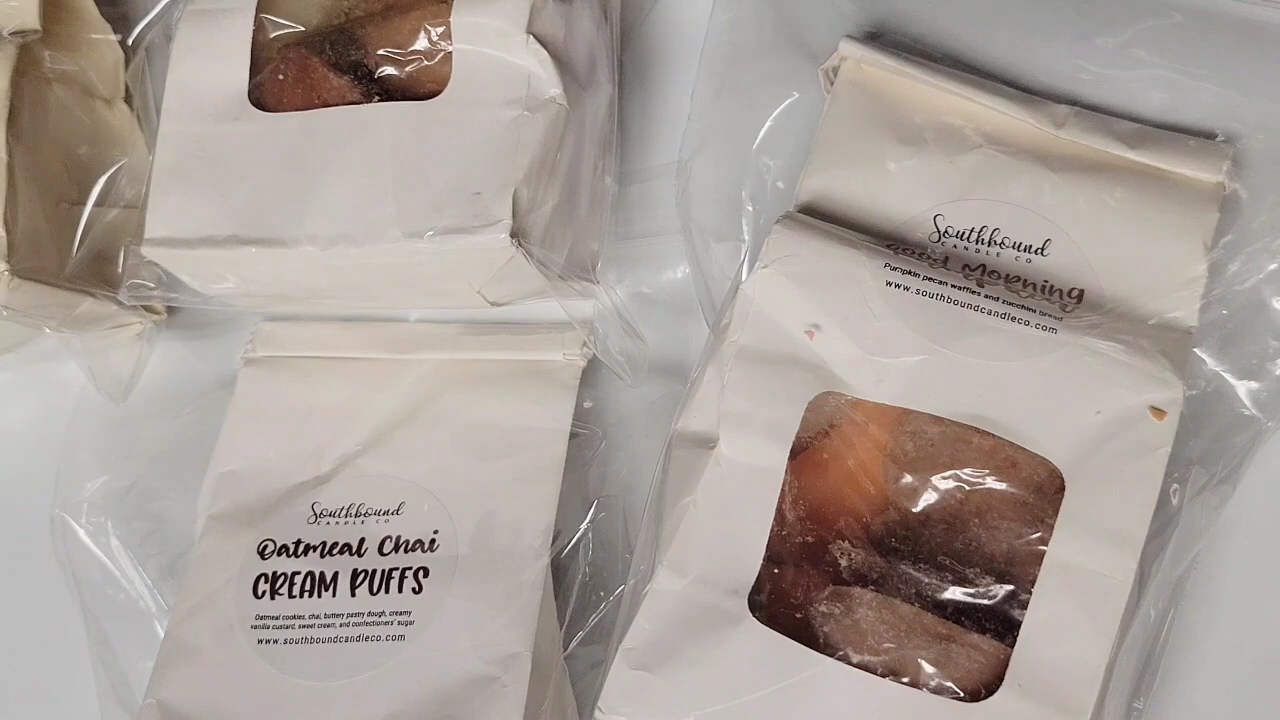 Southbound
CANDLE CO
Good Morning
Pumpkin pecan waffles and zucchini bread
www.southboundcandleco.com
Southbound
CANDLE CO
Oatmeal Chai
CREAM PUFFS
Oatmeal cookies, chai, buttery pastry dough, creamy
vanilla custard, sweet cream, and confectioners' sugar
www.southboundcandleco.com